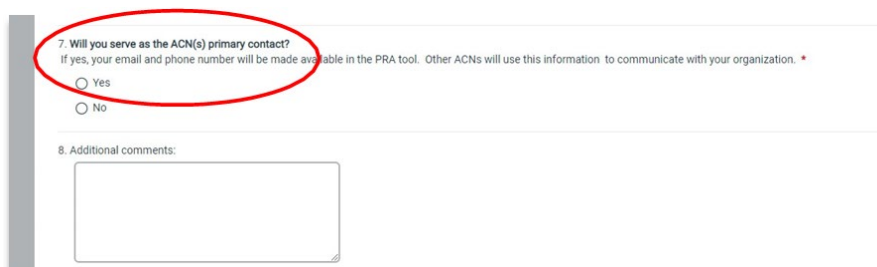 7. Will you serve as the ACN(s) primary contact?
If yes, your email and phone number will be made available in the PRA tool. Other ACNs will use this information to communicate with your organization. *
Yes
No
8. Additional comments: